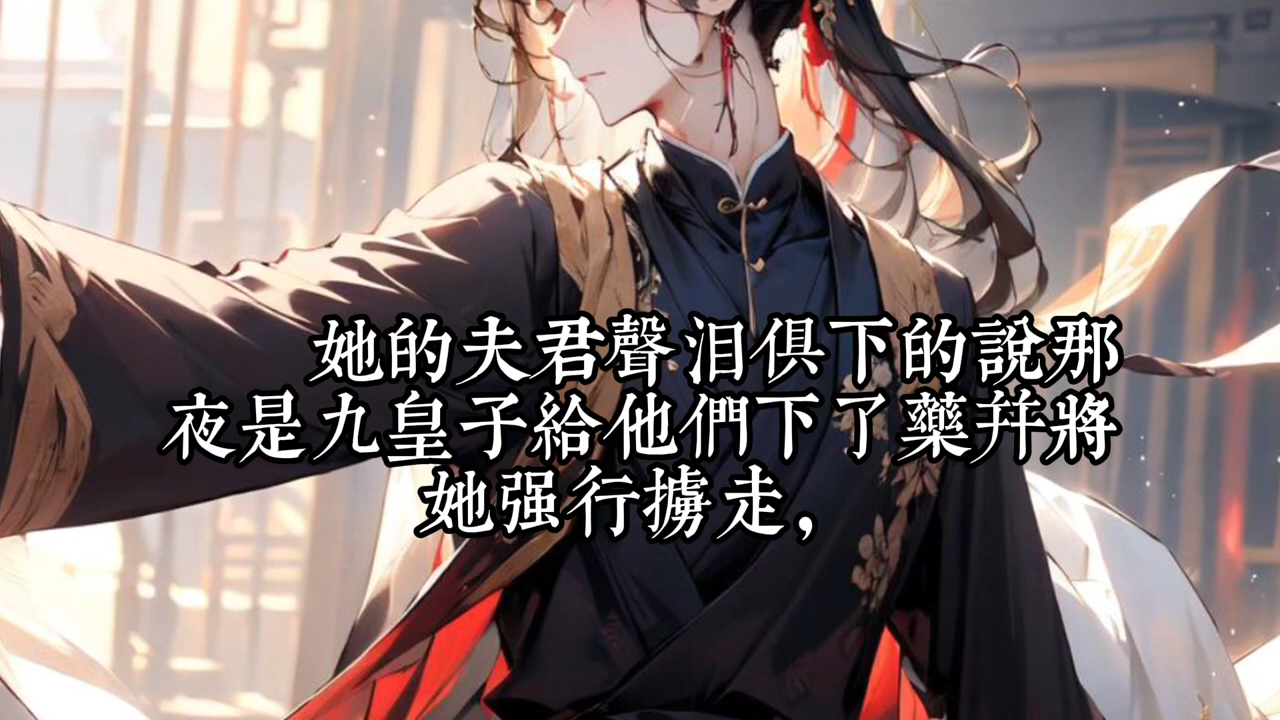 她的夫君聲泪俱下的說那
夜是九皇子給他們下了藥幷將
她强行擄走，